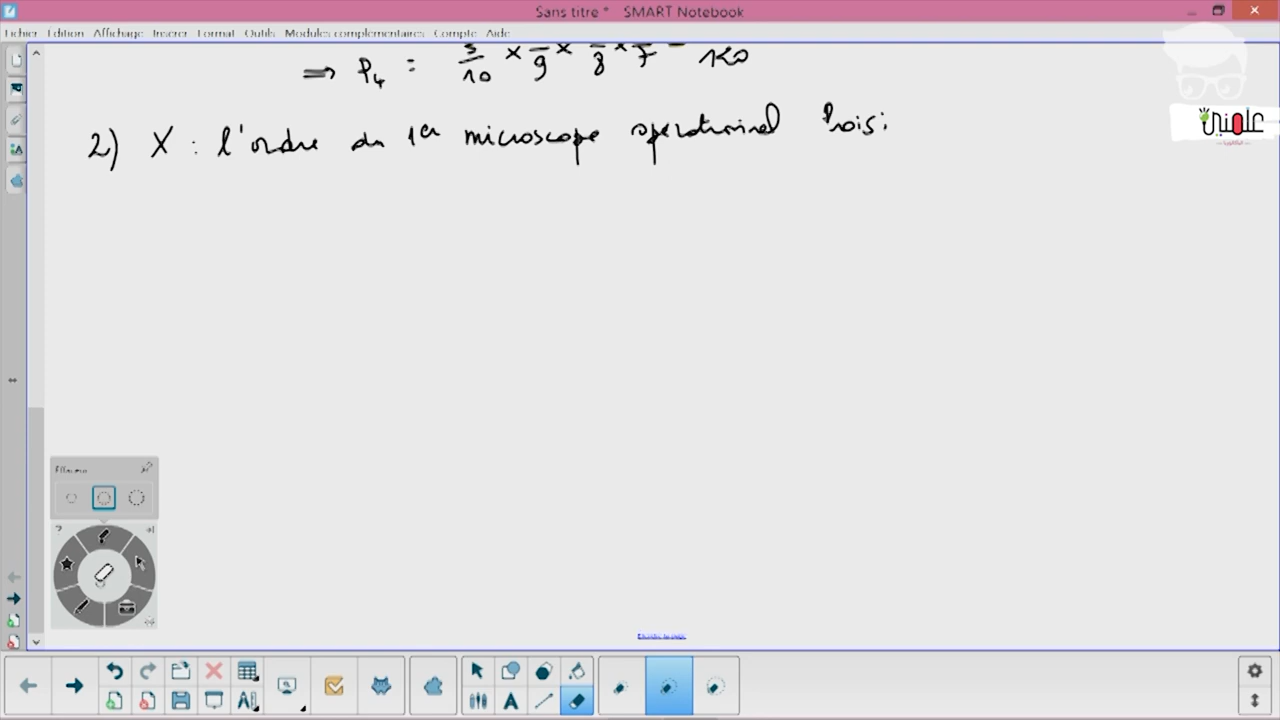 Sans titre * SMART Notebook
Fichier Edition Affichage Insérer Format Outils Modules complémentaires Compte Aide
⇒ P₄ = 3/10 × /9 × /8 × /7 = 120
2) X : l'ordre du 1er microscope opérationnel choisi
علمني